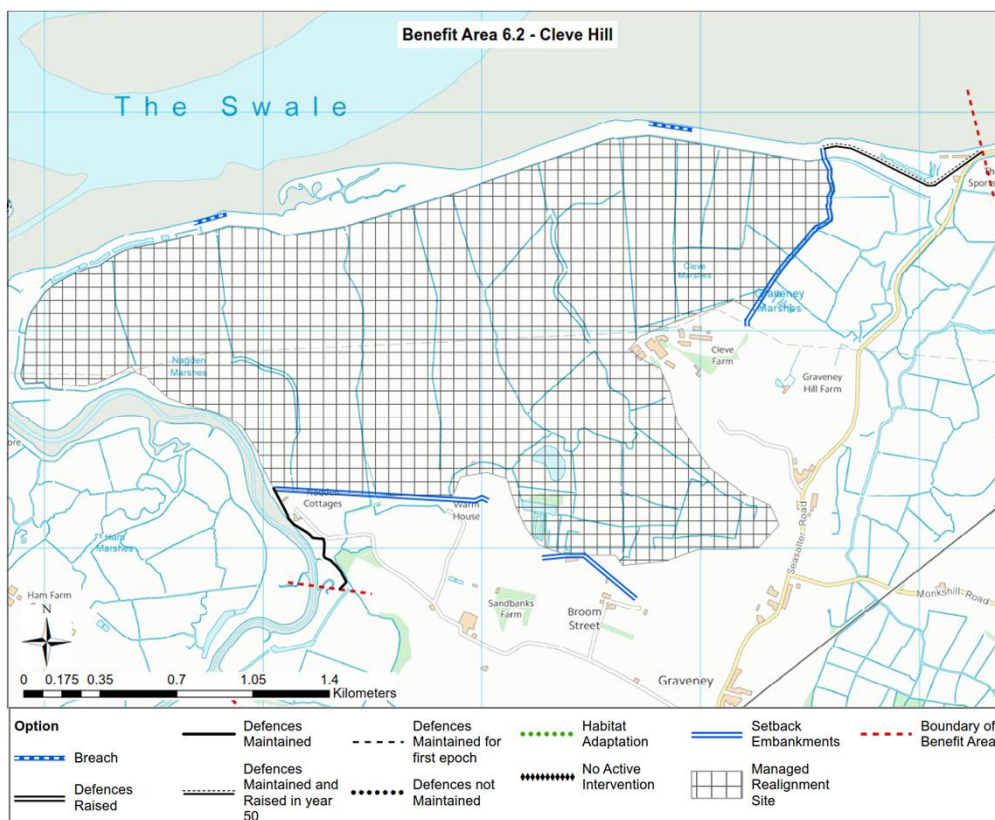 Benefit Area 6.2 - Cleve Hill
The Swale
Sports
Cleve
Marshes
Graveney
Marshes
Nagden
Marshes
Cleve
Farm
Graveney
Hill Farm
Nagden
Cottages
Warm
House
Ham
Marshes
Seasalter Road
Ham Farm
Monkshill Road
Sandbanks
Farm
Broom
Street
Graveney
N
0 0.175 0.35 0.7 1.05 1.4
Kilometers
Option
Breach
Defences
Raised
Defences
Maintained
Defences
Maintained and
Raised in year
50
Defences
Maintained for
first epoch
Defences not
Maintained
Habitat
Adaptation
No Active
Intervention
Setback
Embankments
Managed
Realignment
Site
Boundary of
Benefit Area